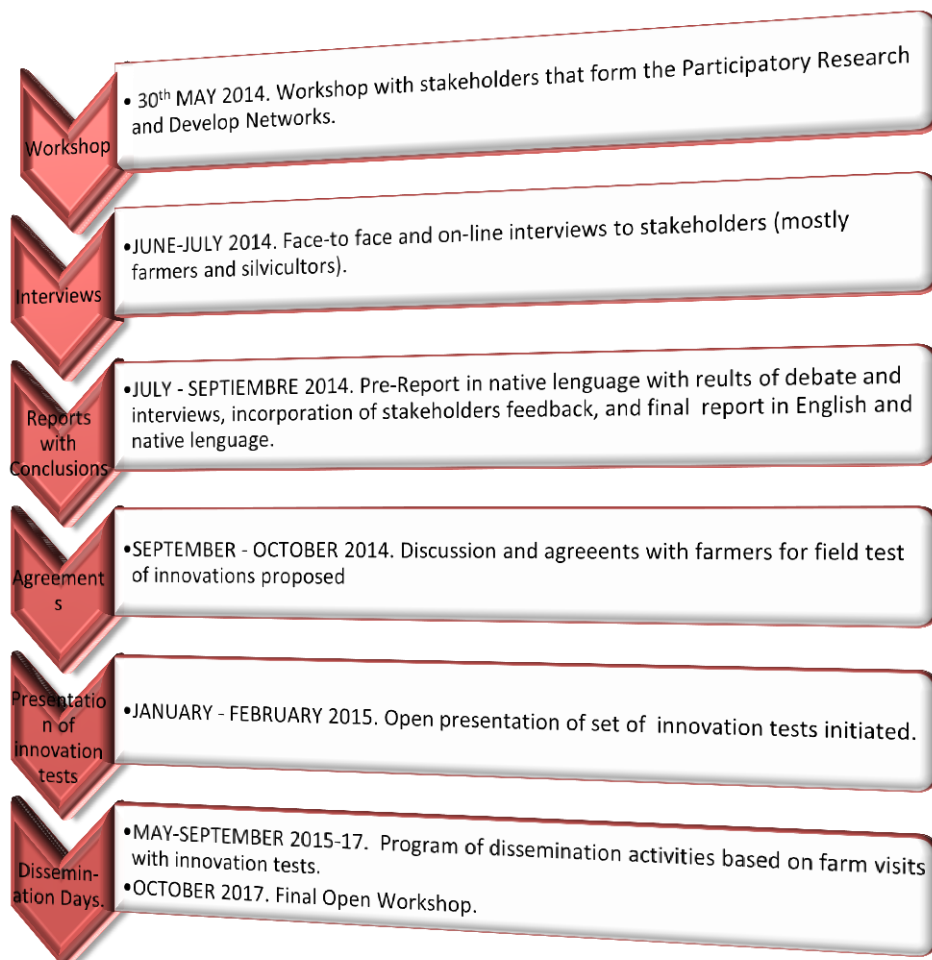 Workshop
• 30th MAY 2014. Workshop with stakeholders that form the Participatory Research
and Develop Networks.
Interviews
•JUNE-JULY 2014. Face-to face and on-line interviews to stakeholders (mostly
farmers and silvicultors).
Reports
with
Conclusions
•JULY - SEPTIEMBRE 2014. Pre-Report in native lenguage with reults of debate and
interviews, incorporation of stakeholders feedback, and final report in English and
native language.
Agreement
s
•SEPTEMBER - OCTOBER 2014. Discussion and agreeents with farmers for field test
of innovations proposed
Presentatio
n of
innovation
tests
•JANUARY - FEBRUARY 2015. Open presentation of set of innovation tests initiated.
Dissemin-
ation Days.
•MAY-SEPTEMBER 2015-17. Program of dissemination activities based on farm visits
with innovation tests.
•OCTOBER 2017. Final Open Workshop.